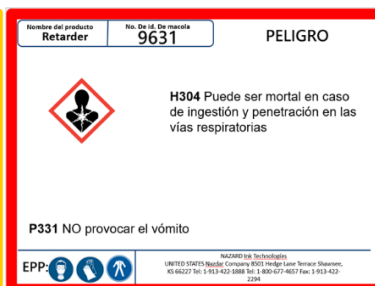 Nombre del producto
Retarder
No. De id. De macola
9631
PELIGRO
H304 Puede ser mortal en caso
de ingestión y penetración en las
vías respiratorias
P331 NO provocar el vómito
EPP:
NAZARD Ink Technologies
UNITED STATES Nazdar Company 8501 Hedge Lane Terrace Shawnee,
KS 66227 Tel: 1-913-422-1888 Tel: 1-800-677-4657 Fax: 1-913-422-
2294